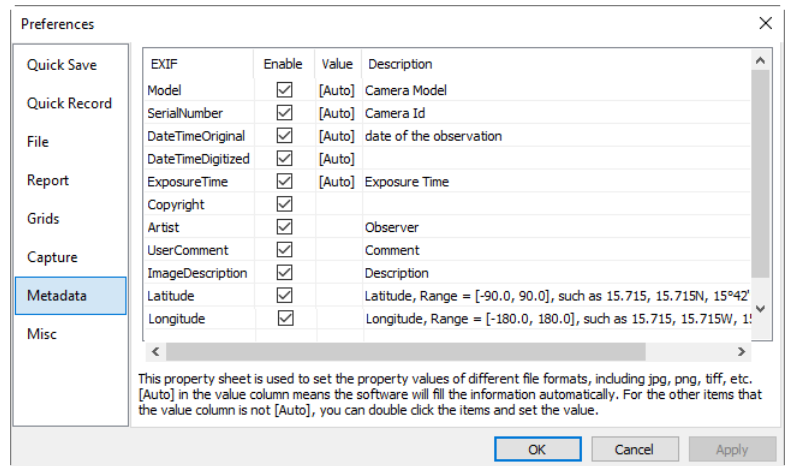 Preferences
Quick Save
Quick Record
File
Report
Grids
Capture
Metadata
Misc
EXIF Enable Value Description
Model [Auto] Camera Model
SerialNumber [Auto] Camera Id
DateTimeOriginal [Auto] date of the observation
DateTimeDigitized [Auto]
ExposureTime [Auto] Exposure Time
Copyright
Artist Observer
UserComment Comment
ImageDescription Description
Latitude Latitude, Range = [-90.0, 90.0], such as 15.715, 15.715N, 15°42'
Longitude Longitude, Range = [-180.0, 180.0], such as 15.715, 15.715W,
This property sheet is used to set the property values of different file formats, including jpg, png, tiff, etc.
[Auto] in the value column means the software will fill the information automatically. For the other items that
the value column is not [Auto], you can double click the items and set the value.
OK Cancel Apply